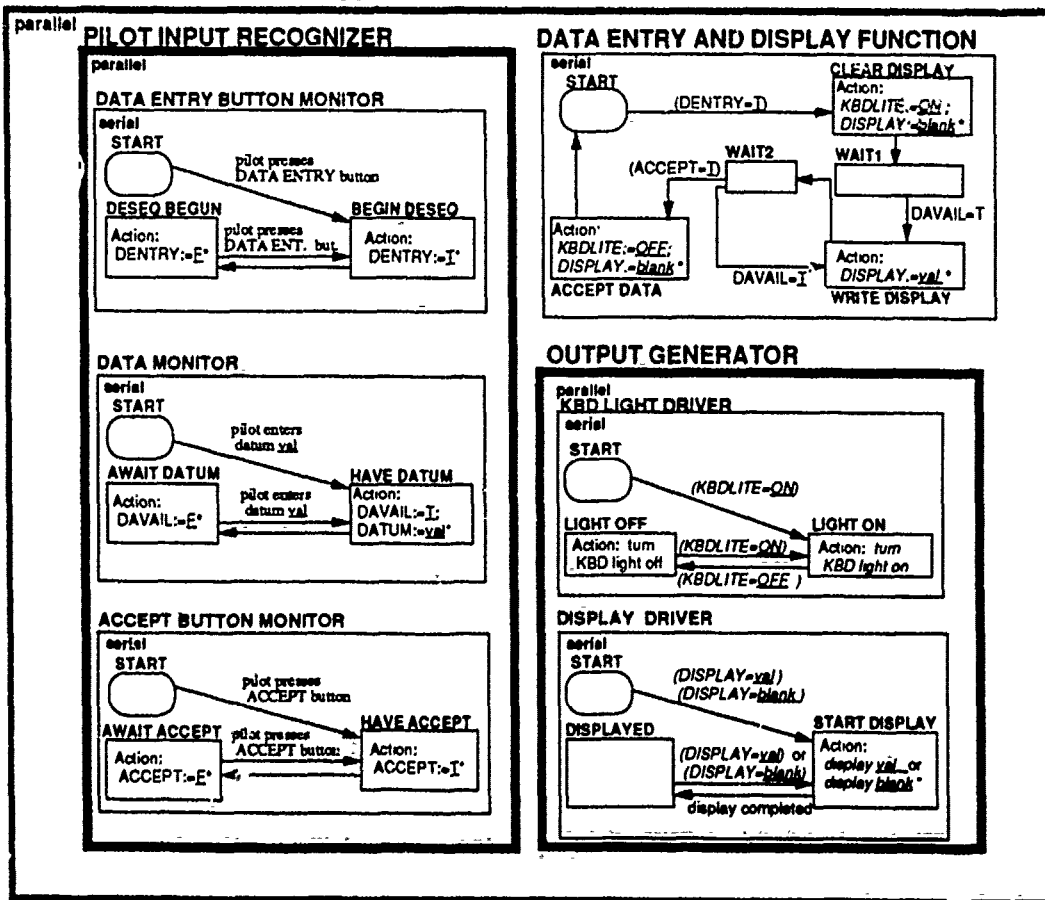 parallel
PILOT INPUT RECOGNIZER
parallel
DATA ENTRY BUTTON MONITOR
serial
START
pilot presses
DATA ENTRY button
DESEQ BEGUN
Action:
DENTRY:=F*
pilot presses
DATA ENT. but.
BEGIN DESEQ
Action:
DENTRY:=T*
DATA MONITOR
serial
START
pilot enters
datum val
AWAIT DATUM
Action:
DAVAIL:=F*
pilot enters
datum val
HAVE DATUM
Action:
DAVAIL:=T;
DATUM:=val*
ACCEPT BUTTON MONITOR
serial
START
pilot presses
ACCEPT button
AWAIT ACCEPT
Action:
ACCEPT:=F*
pilot presses
ACCEPT button
HAVE ACCEPT
Action:
ACCEPT:=T*
DATA ENTRY AND DISPLAY FUNCTION
serial
START
(DENTRY=T)
CLEAR DISPLAY
Action:
KBDLITE.=ON;
DISPLAY:=blank*
WAIT1
WAIT2
(ACCEPT=T)
DAVAIL=T
Action:
KBDLITE:=OFF;
DISPLAY.=blank*
ACCEPT DATA
DAVAIL=T
Action:
DISPLAY.=val*
WRITE DISPLAY
OUTPUT GENERATOR
parallel
KBD LIGHT DRIVER
serial
START
(KBDLITE=ON)
LIGHT OFF
Action: turn
KBD light off
(KBDLITE=ON)
(KBDLITE=OFF)
LIGHT ON
Action: turn
KBD light on
DISPLAY DRIVER
serial
START
(DISPLAY=val)
(DISPLAY=blank)
DISPLAYED
(DISPLAY=val) or
(DISPLAY=blank)
display completed
START DISPLAY
Action:
display val or
display blank*